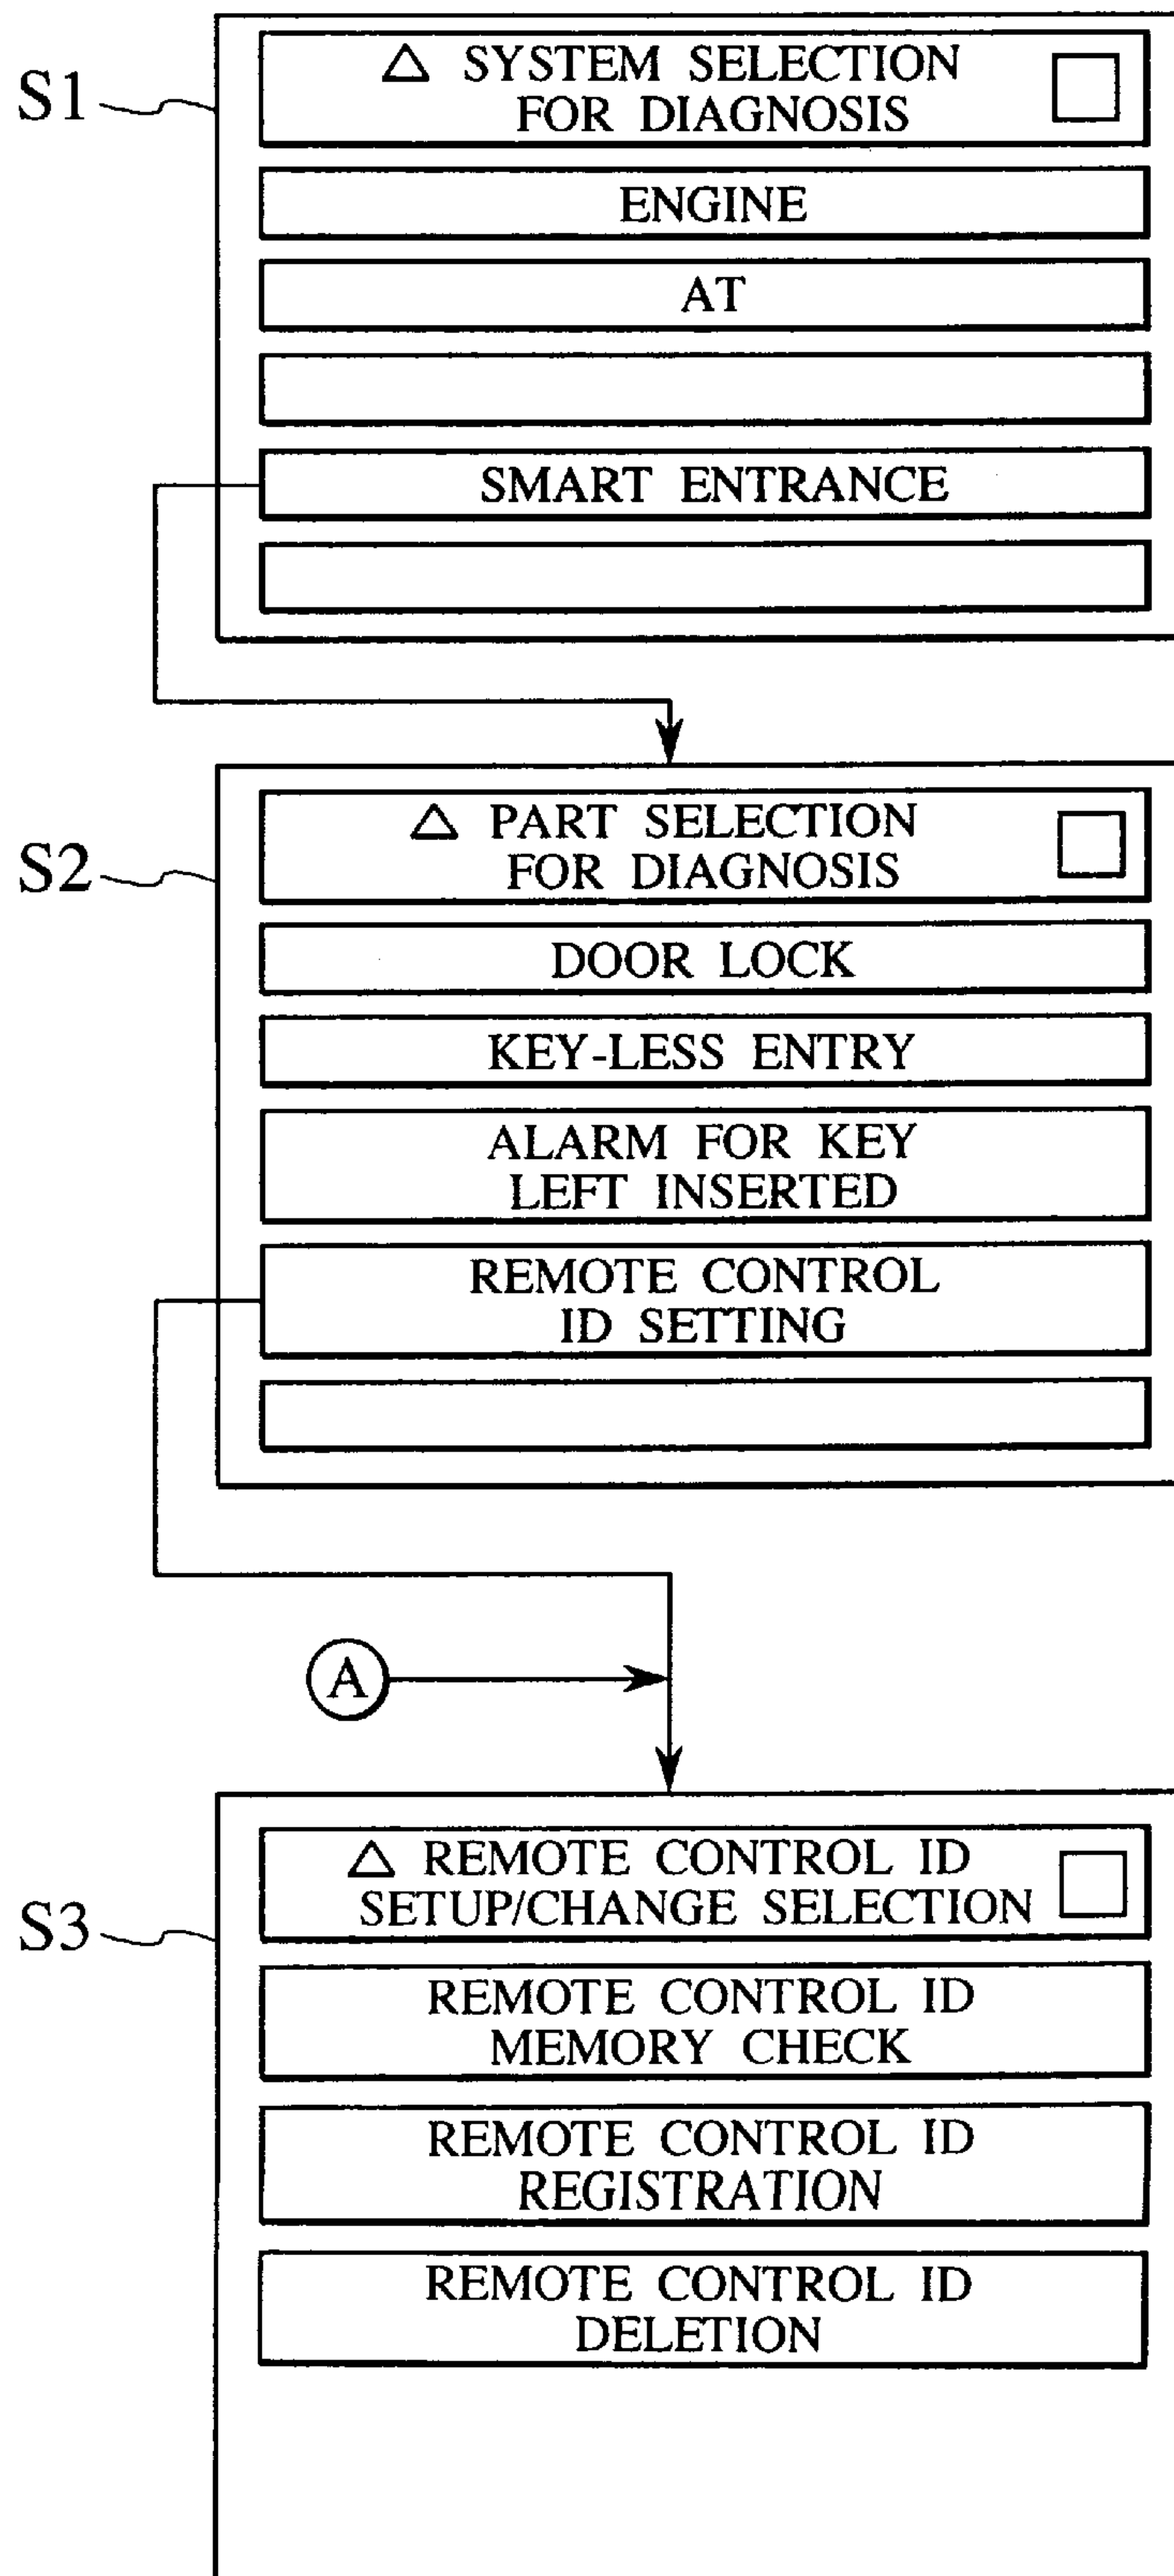 S1
△ SYSTEM SELECTION
FOR DIAGNOSIS
ENGINE
AT
SMART ENTRANCE
S2
△ PART SELECTION
FOR DIAGNOSIS
DOOR LOCK
KEY-LESS ENTRY
ALARM FOR KEY
LEFT INSERTED
REMOTE CONTROL
ID SETTING
A
S3
△ REMOTE CONTROL ID
SETUP/CHANGE SELECTION
REMOTE CONTROL ID
MEMORY CHECK
REMOTE CONTROL ID
REGISTRATION
REMOTE CONTROL ID
DELETION